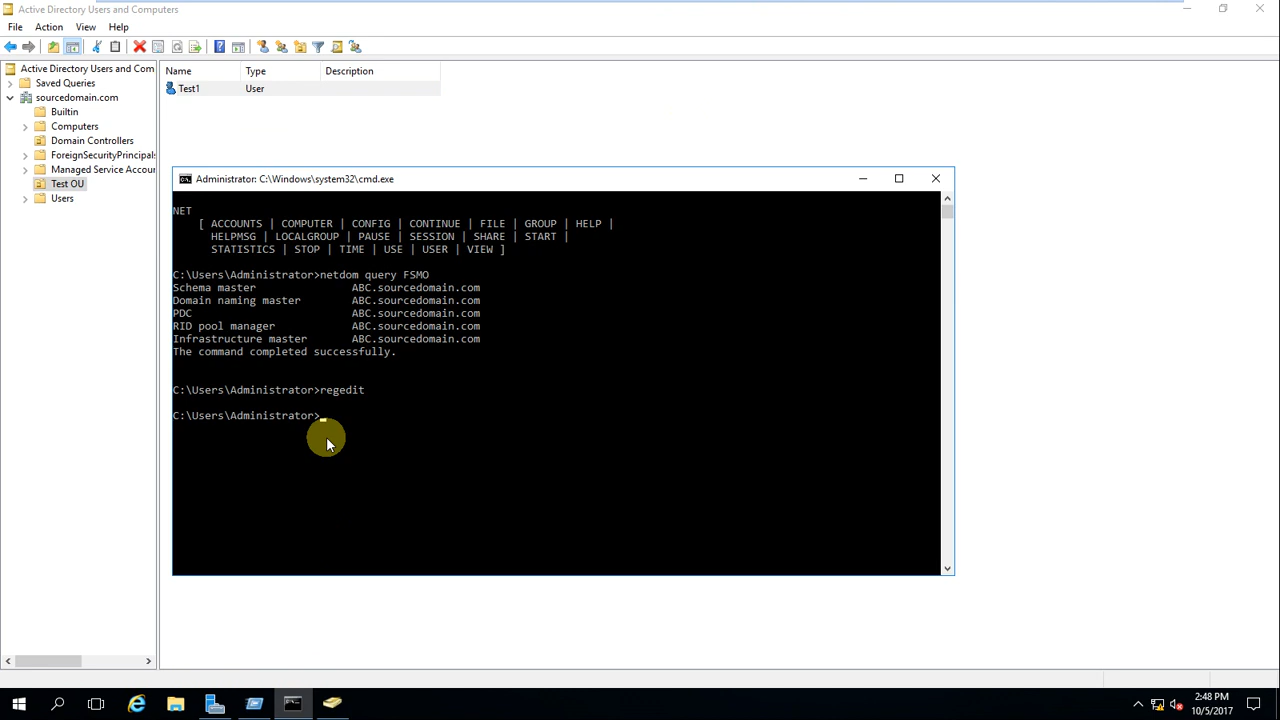 Active Directory Users and Computers
File Action View Help
Active Directory Users and Com
Saved Queries
sourcedomain.com
Builtin
Computers
Domain Controllers
ForeignSecurityPrincipals
Managed Service Accour
Test OU
Users
Name Type Description
Test1 User
Administrator: C:\Windows\system32\cmd.exe
NET
[ ACCOUNTS | COMPUTER | CONFIG | CONTINUE | FILE | GROUP | HELP |
HELPMSG | LOCALGROUP | PAUSE | SESSION | SHARE | START |
STATISTICS | STOP | TIME | USE | USER | VIEW ]
C:\Users\Administrator>netdom query FSMO
Schema master ABC.sourcedomain.com
Domain naming master ABC.sourcedomain.com
PDC ABC.sourcedomain.com
RID pool manager ABC.sourcedomain.com
Infrastructure master ABC.sourcedomain.com
The command completed successfully.
C:\Users\Administrator>regedit
C:\Users\Administrator>
2:48 PM
10/5/2017